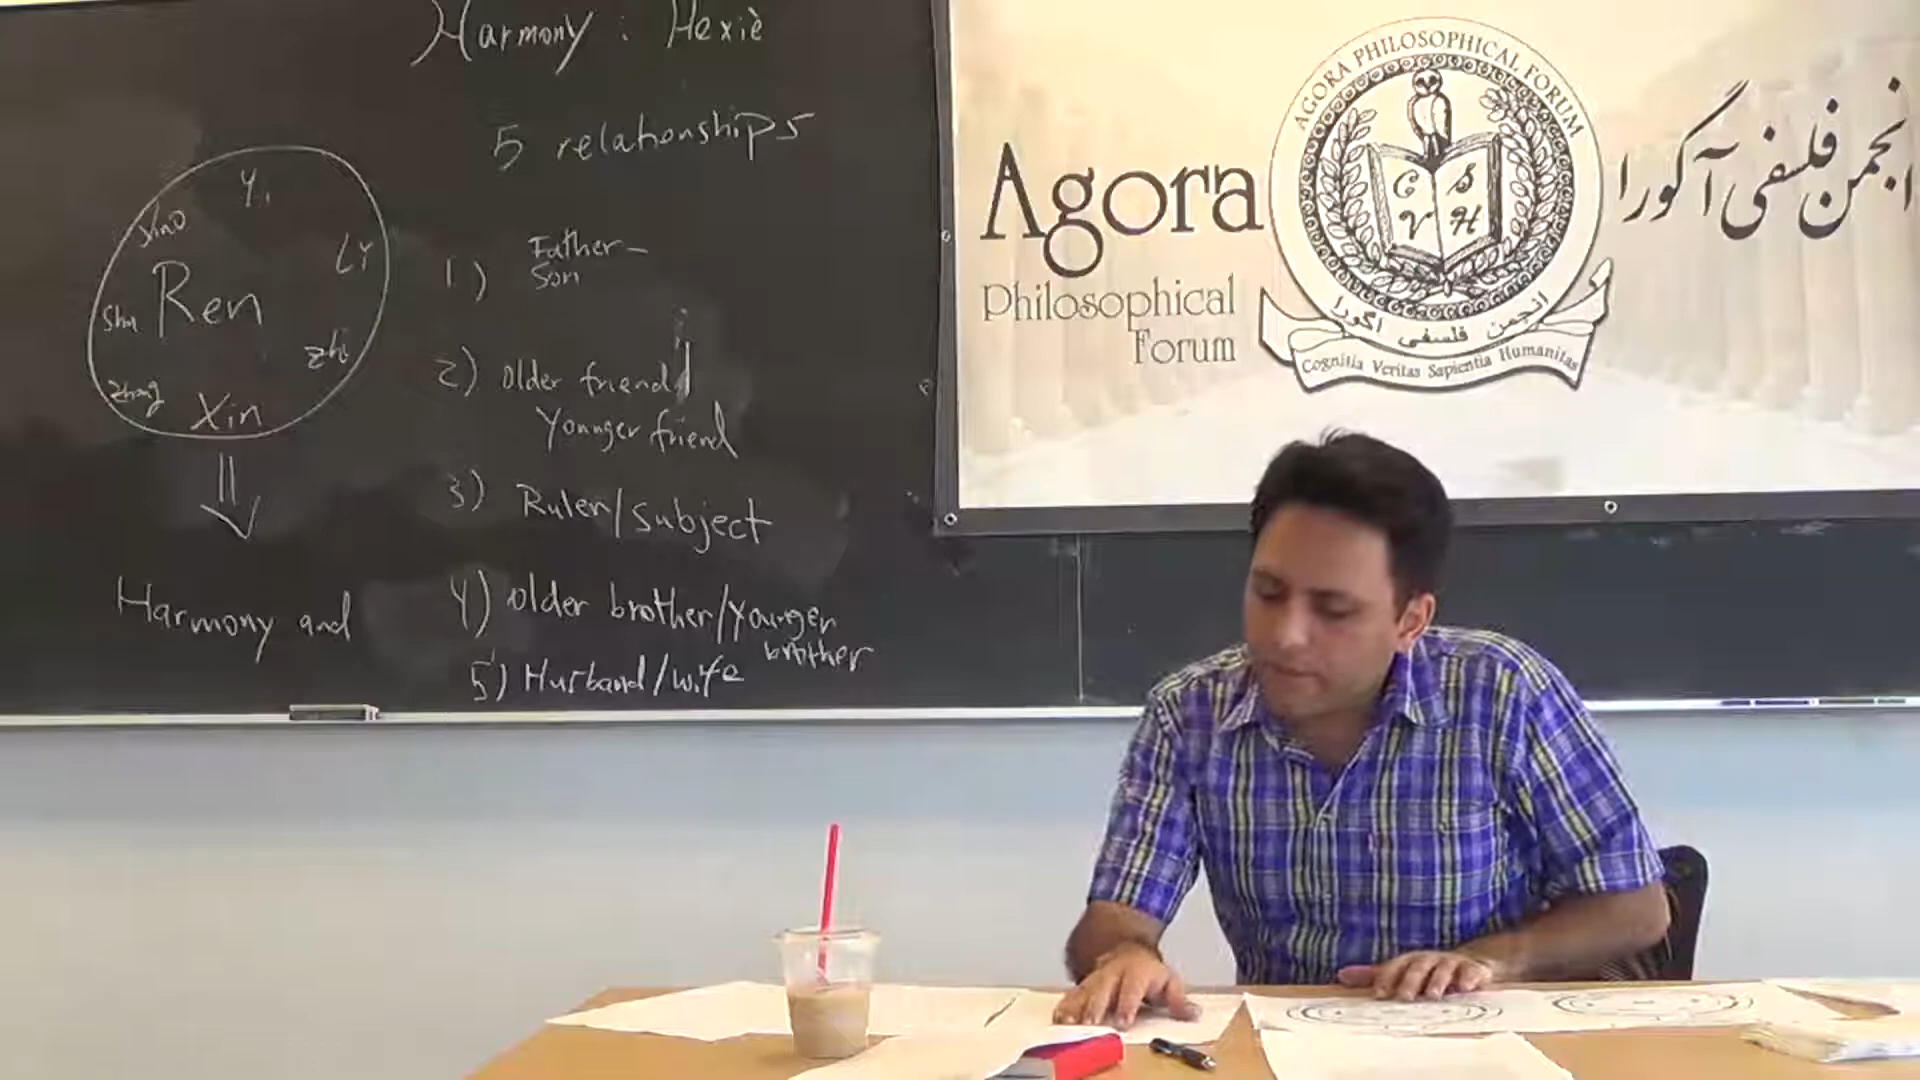 Harmony : Hexiè
5 relationships
Yi
Li
Ren
Shu
zhi
zhong
Xin
Harmony and
1) Father-
Son
2) Older friend/
Younger friend
3) Ruler/subject
4) Older brother/Younger
brother
5) Husband/wife
Agora
Philosophical
Forum
AGORA PHILOSOPHICAL FORUM
C S
V H
انجمن فلسفی آگورا
Cognitia Veritas Sapientia Humanitas
انجمن فلسفی آگورا